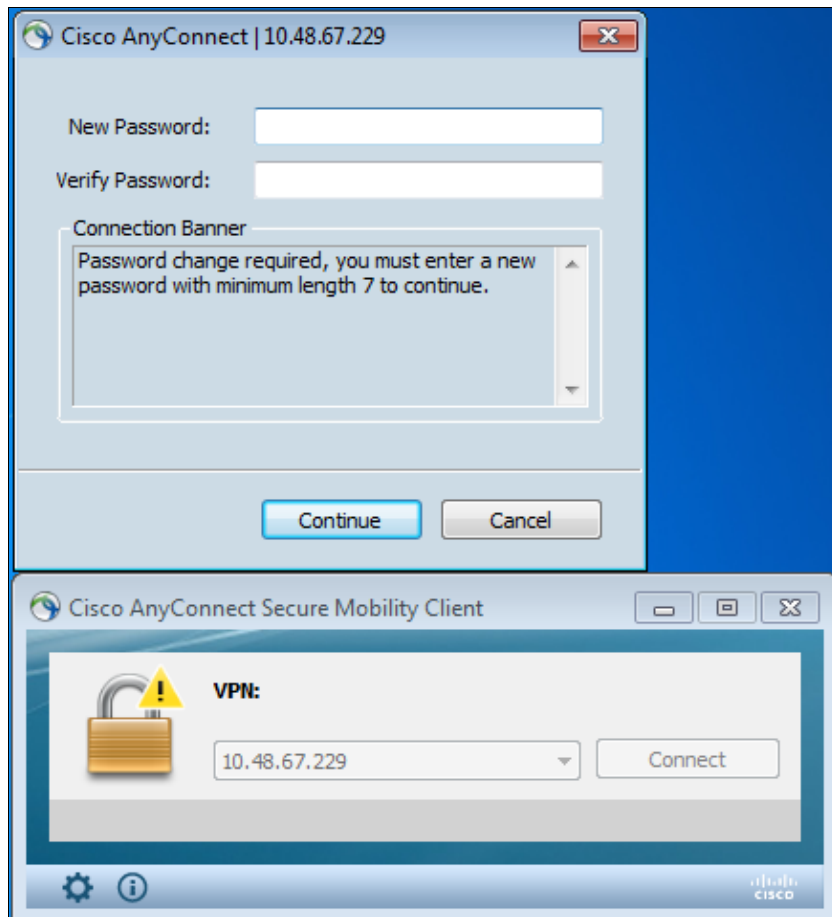 Cisco AnyConnect | 10.48.67.229
New Password:
Verify Password:
Connection Banner
Password change required, you must enter a new
password with minimum length 7 to continue.
Continue
Cancel
Cisco AnyConnect Secure Mobility Client
VPN:
10.48.67.229
Connect
CISCO